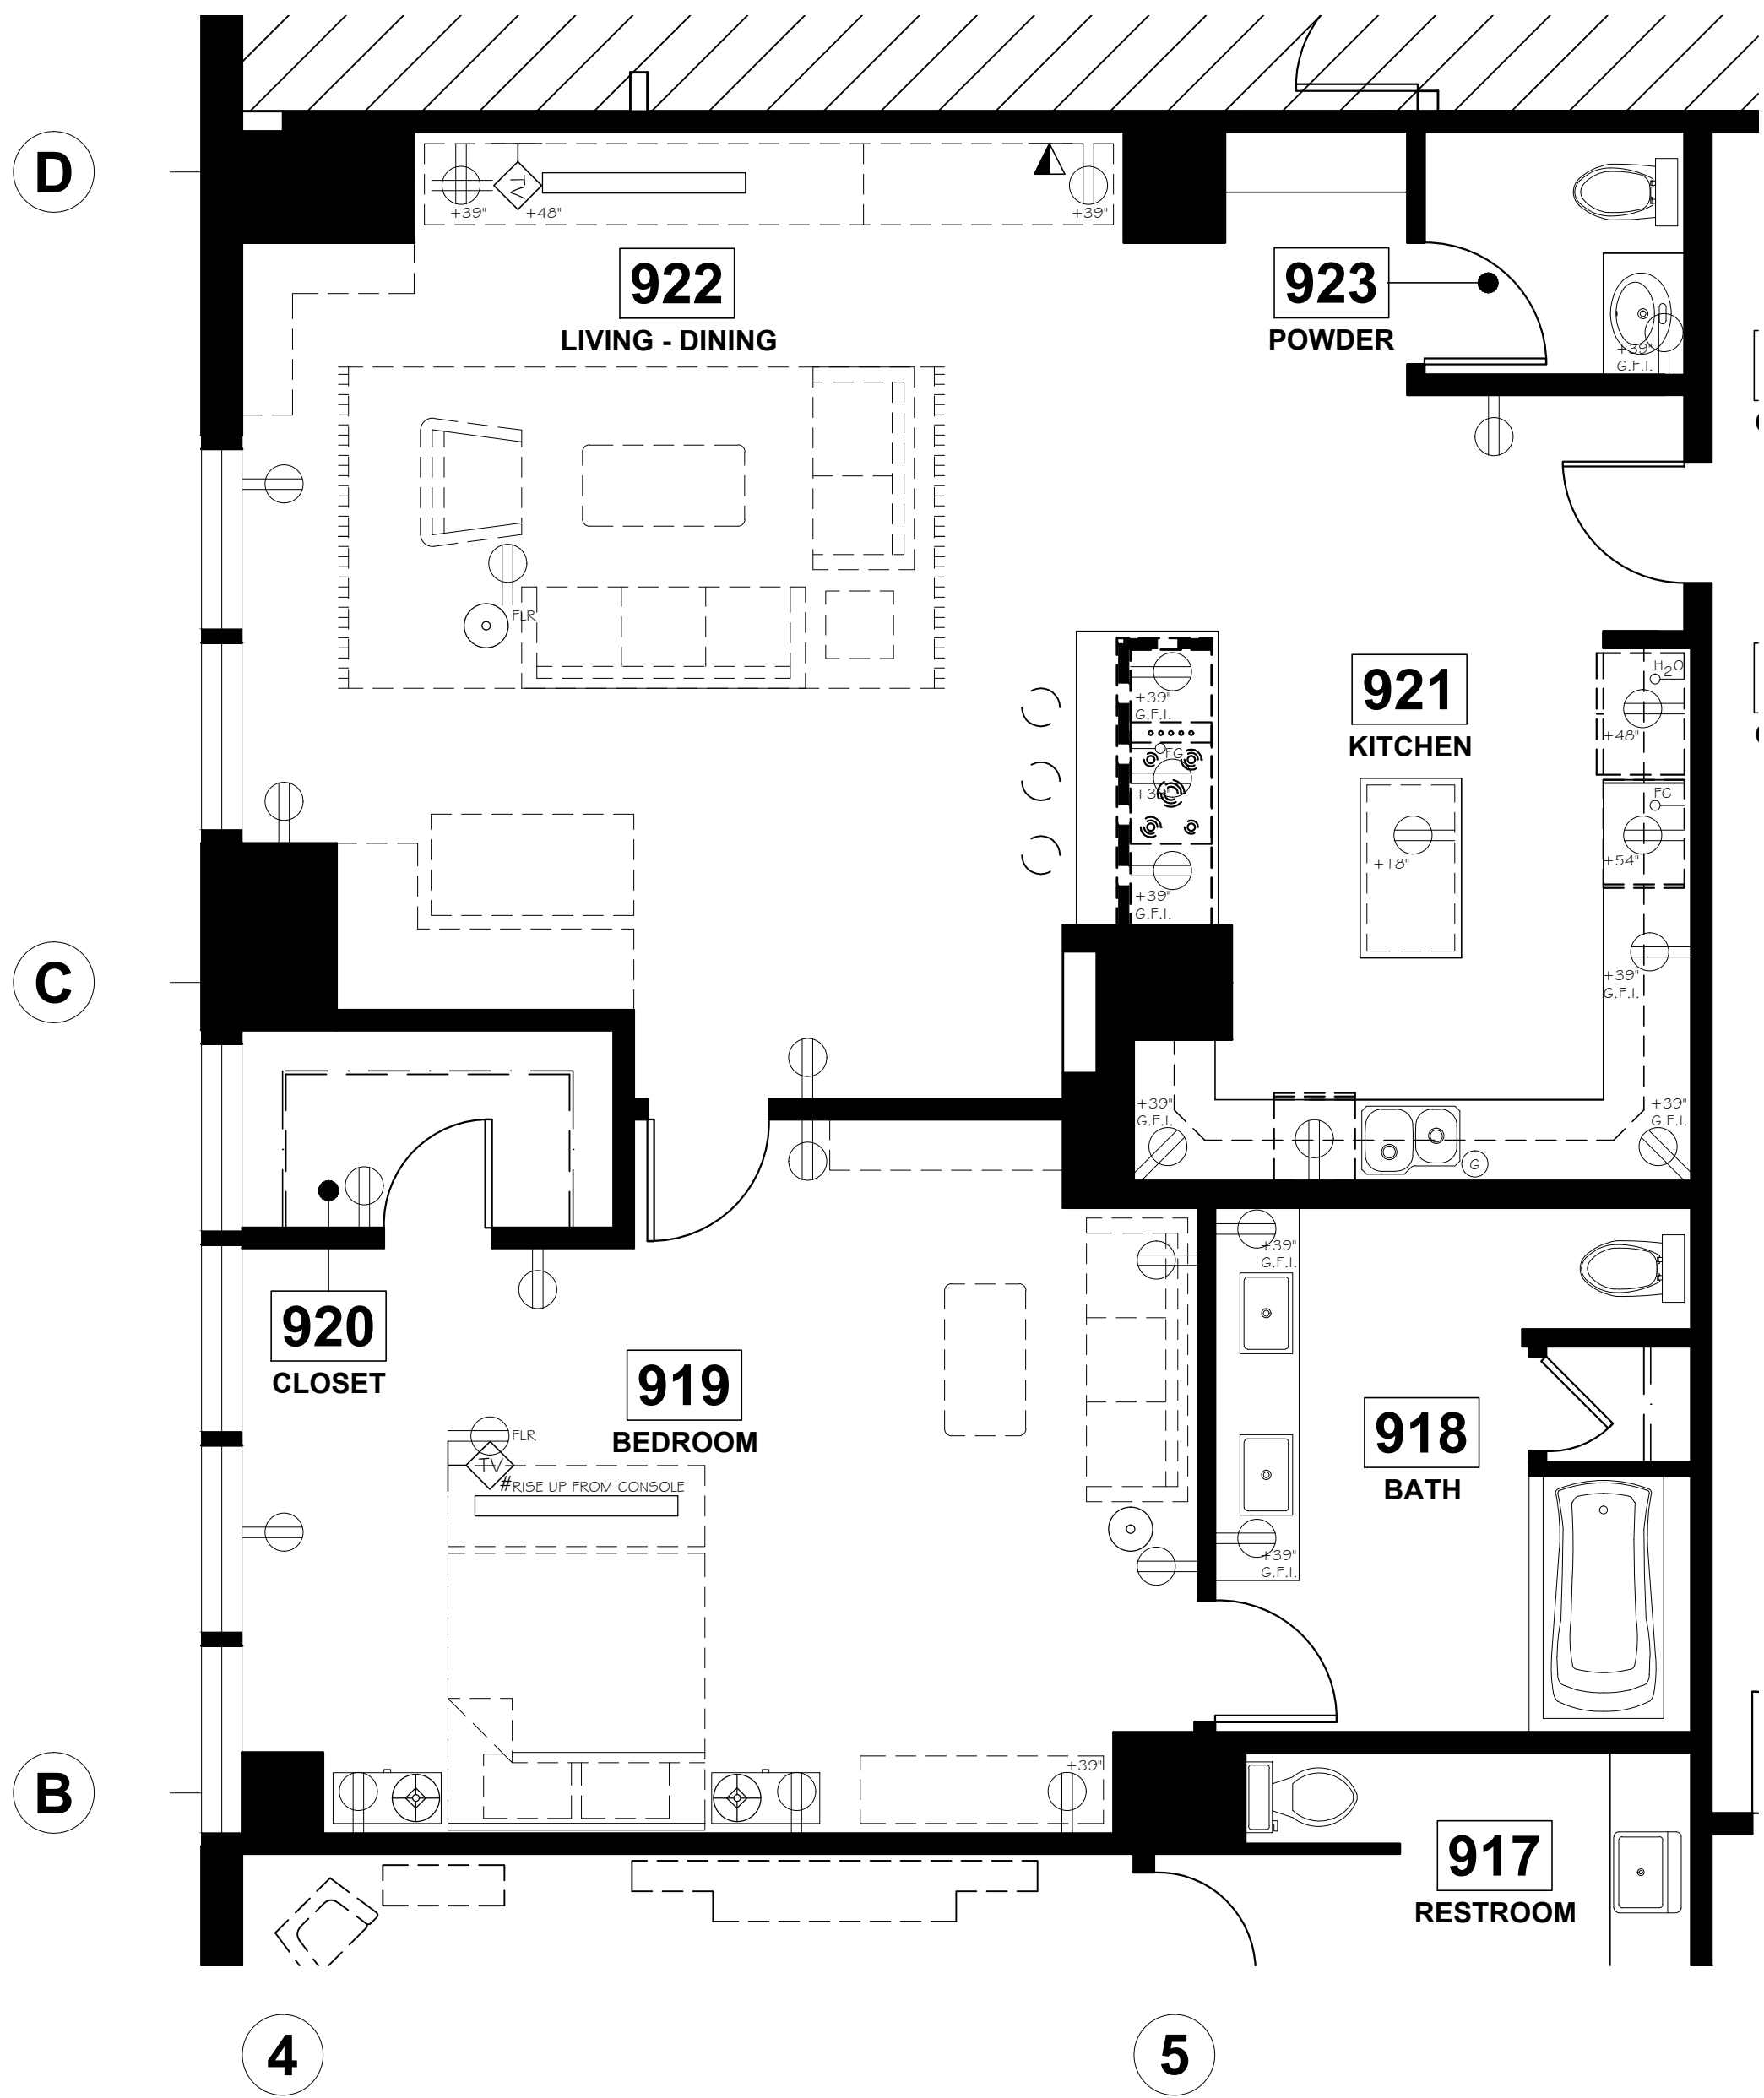 D
TV
+39"
+48"
+39"
922
LIVING - DINING
923
POWDER
+39"
G.F.I.
FLR
921
KITCHEN
H2O
+48"
+39"
G.F.I.
FG
+39"
FG
+54"
+18"
+39"
G.F.I.
+39"
G.F.I.
C
+39"
G.F.I.
+39"
G.F.I.
G
920
CLOSET
+39"
G.F.I.
919
BEDROOM
FLR
TV
#RISE UP FROM CONSOLE
918
BATH
+39"
G.F.I.
B
+39"
917
RESTROOM
4
5